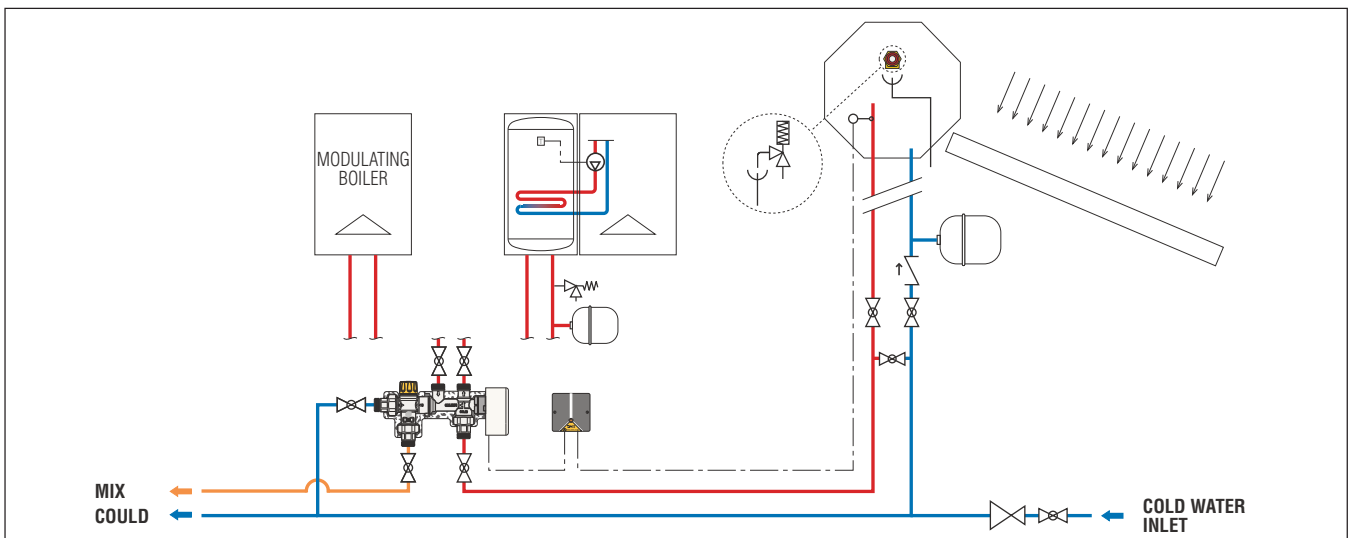 MODULATING
BOILER
MIX
COULD
COLD WATER
INLET